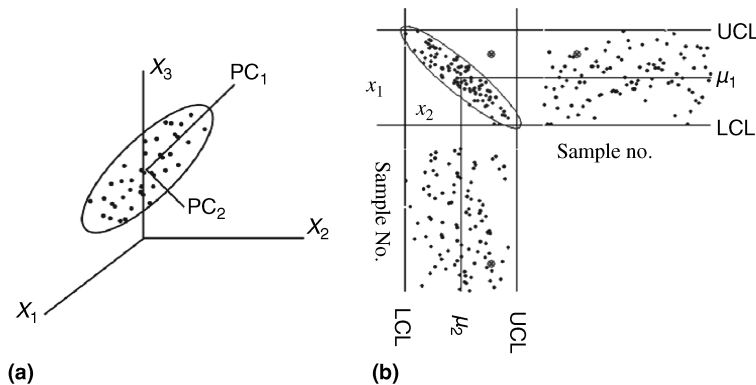 X3
PC1
PC2
X2
X1
(a)
UCL
x1
μ1
x2
LCL
Sample no.
Sample No.
LCL
μ2
UCL
(b)